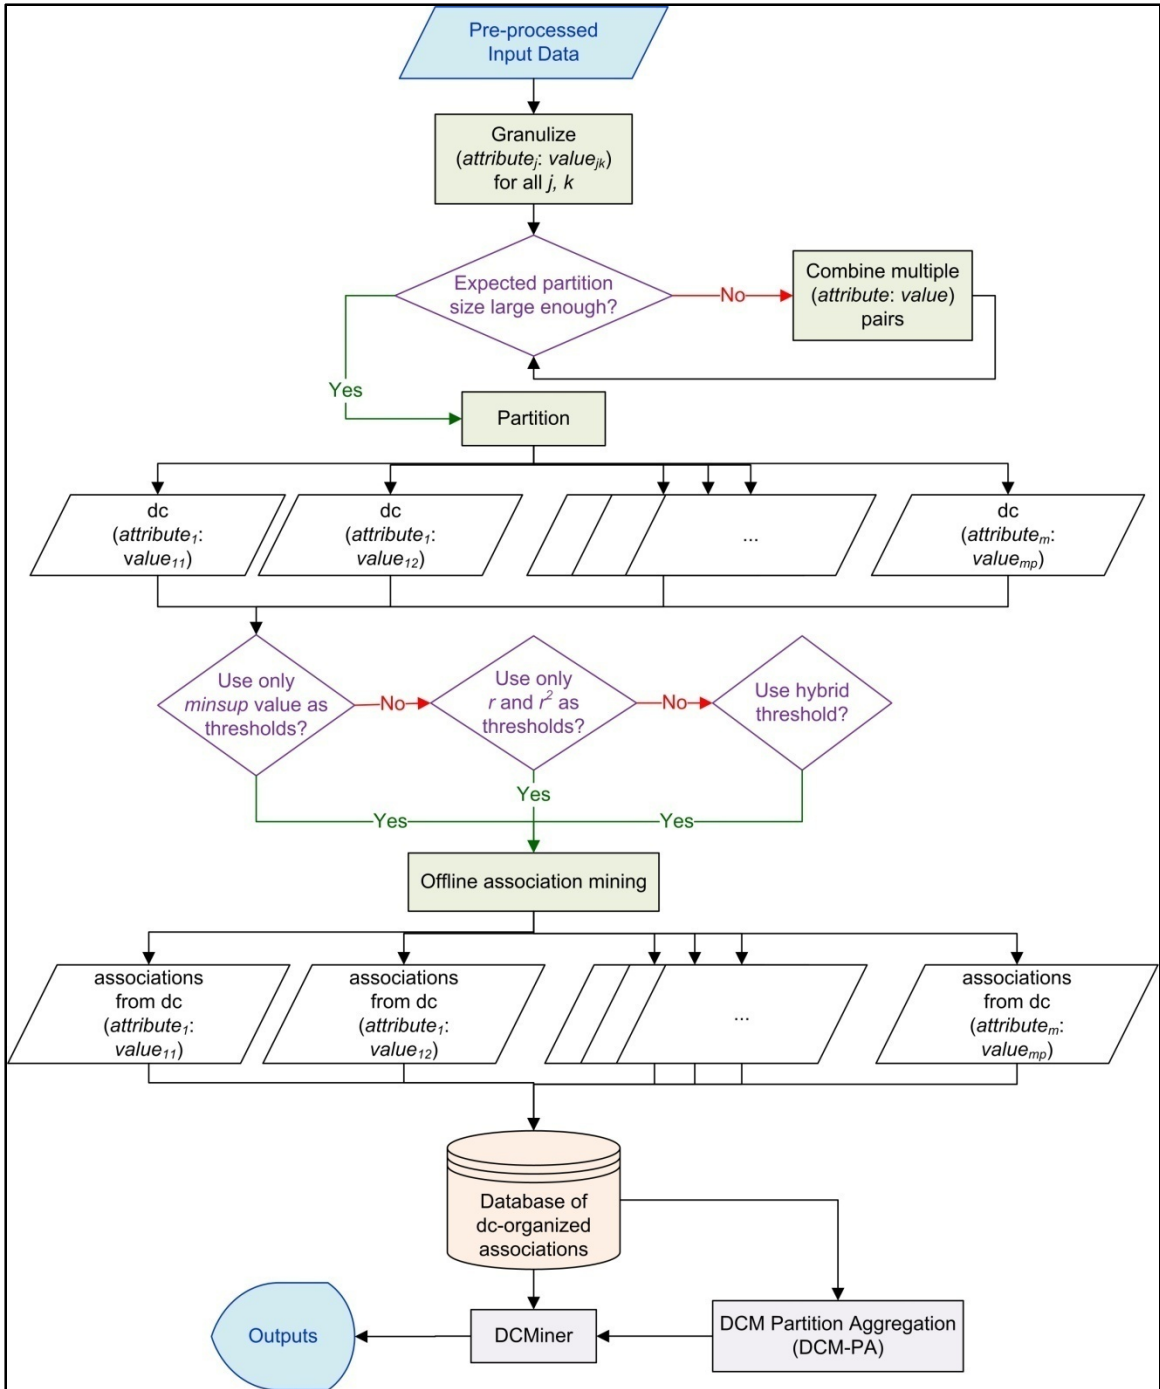 Pre-processed
Input Data
Granulize
(attributej: valuejk)
for all j, k
Expected partition
size large enough?
No
Combine multiple
(attribute: value)
pairs
Yes
Partition
dc
(attribute1:
value11)
dc
(attribute1:
value12)
...
dc
(attributem:
valuemp)
Use only
minsup value as
thresholds?
No
Use only
r and r² as
thresholds?
No
Use hybrid
threshold?
Yes
Yes
Yes
Offline association mining
associations
from dc
(attribute1:
value11)
associations
from dc
(attribute1:
value12)
...
associations
from dc
(attributem:
valuemp)
Database of
dc-organized
associations
Outputs
DCMiner
DCM Partition Aggregation
(DCM-PA)